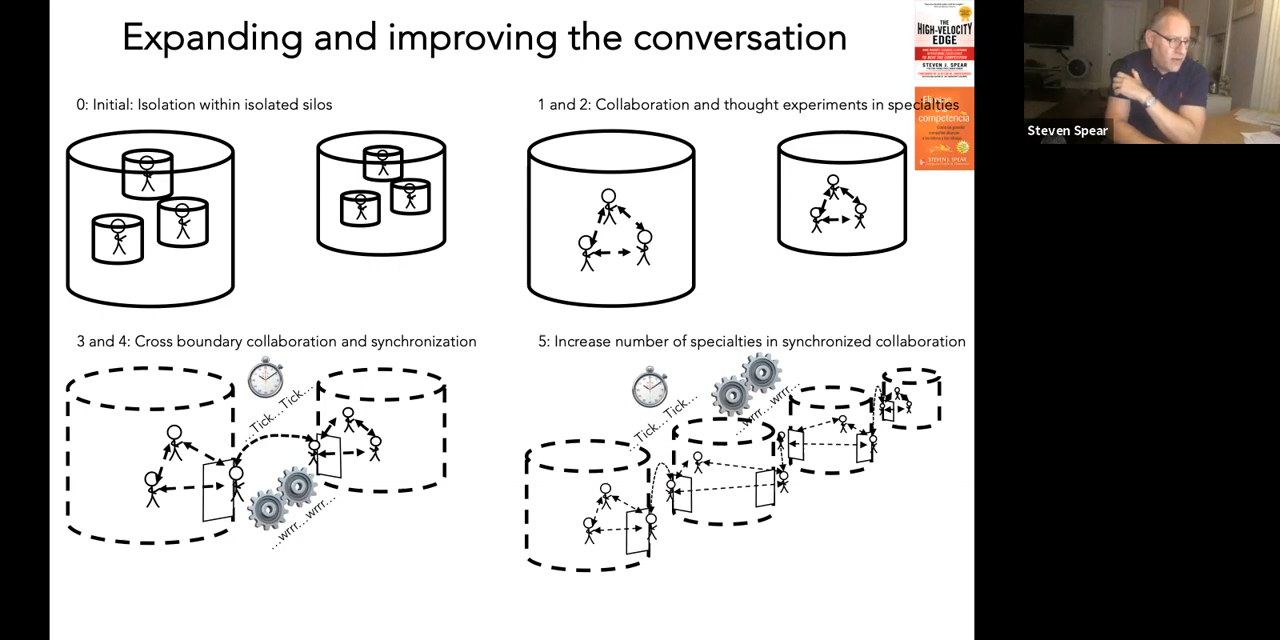 Expanding and improving the conversation
THE
HIGH-VELOCITY
EDGE
STEVEN J. SPEAR
competencia
STEVEN J. SPEAR
Steven Spear
0: Initial: Isolation within isolated silos
1 and 2: Collaboration and thought experiments in specialties
3 and 4: Cross boundary collaboration and synchronization
...Tick...Tick...
...wrrr...wrrr...
5: Increase number of specialties in synchronized collaboration
...Tick...Tick...
...wrrr...wrrr...